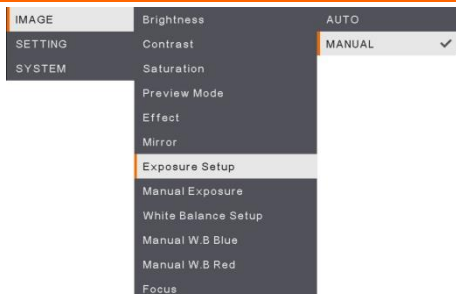 IMAGE
SETTING
SYSTEM
Brightness
Contrast
Saturation
Preview Mode
Effect
Mirror
Exposure Setup
Manual Exposure
White Balance Setup
Manual W.B Blue
Manual W.B Red
Focus
AUTO
MANUAL